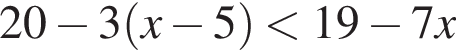 20 − 3(x − 5) < 19 − 7x